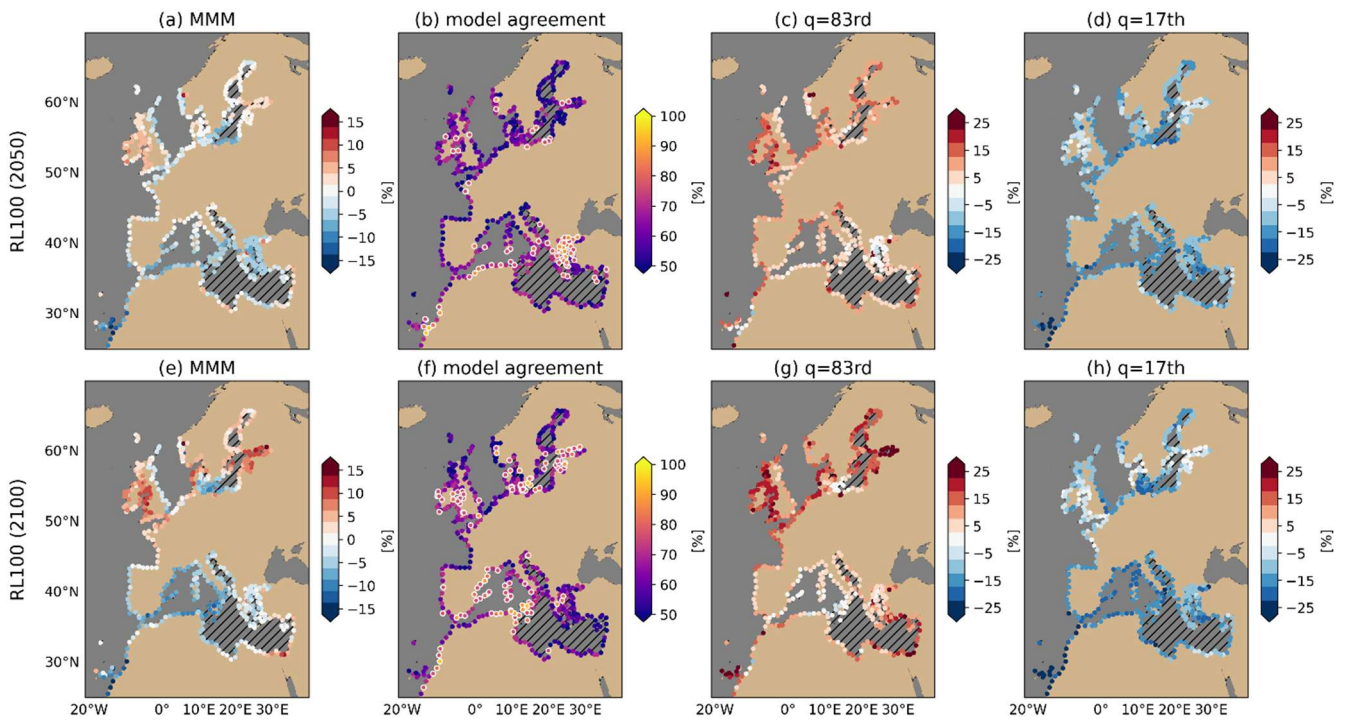 (a) MMM
(b) model agreement
(c) q=83rd
(d) q=17th
RL100 (2050)
60°N
50°N
40°N
30°N
15
10
5
0
−5
−10
−15
[%]
100
90
80
70
60
50
[%]
25
15
5
−5
−15
−25
[%]
25
15
5
−5
−15
−25
[%]
(e) MMM
(f) model agreement
(g) q=83rd
(h) q=17th
RL100 (2100)
60°N
50°N
40°N
30°N
15
10
5
0
−5
−10
−15
[%]
100
90
80
70
60
50
[%]
25
15
5
−5
−15
−25
[%]
25
15
5
−5
−15
−25
[%]
20°W 0° 10°E 20°E 30°E
20°W 0° 10°E 20°E 30°E
20°W 0° 10°E 20°E 30°E
20°W 0° 10°E 20°E 30°E